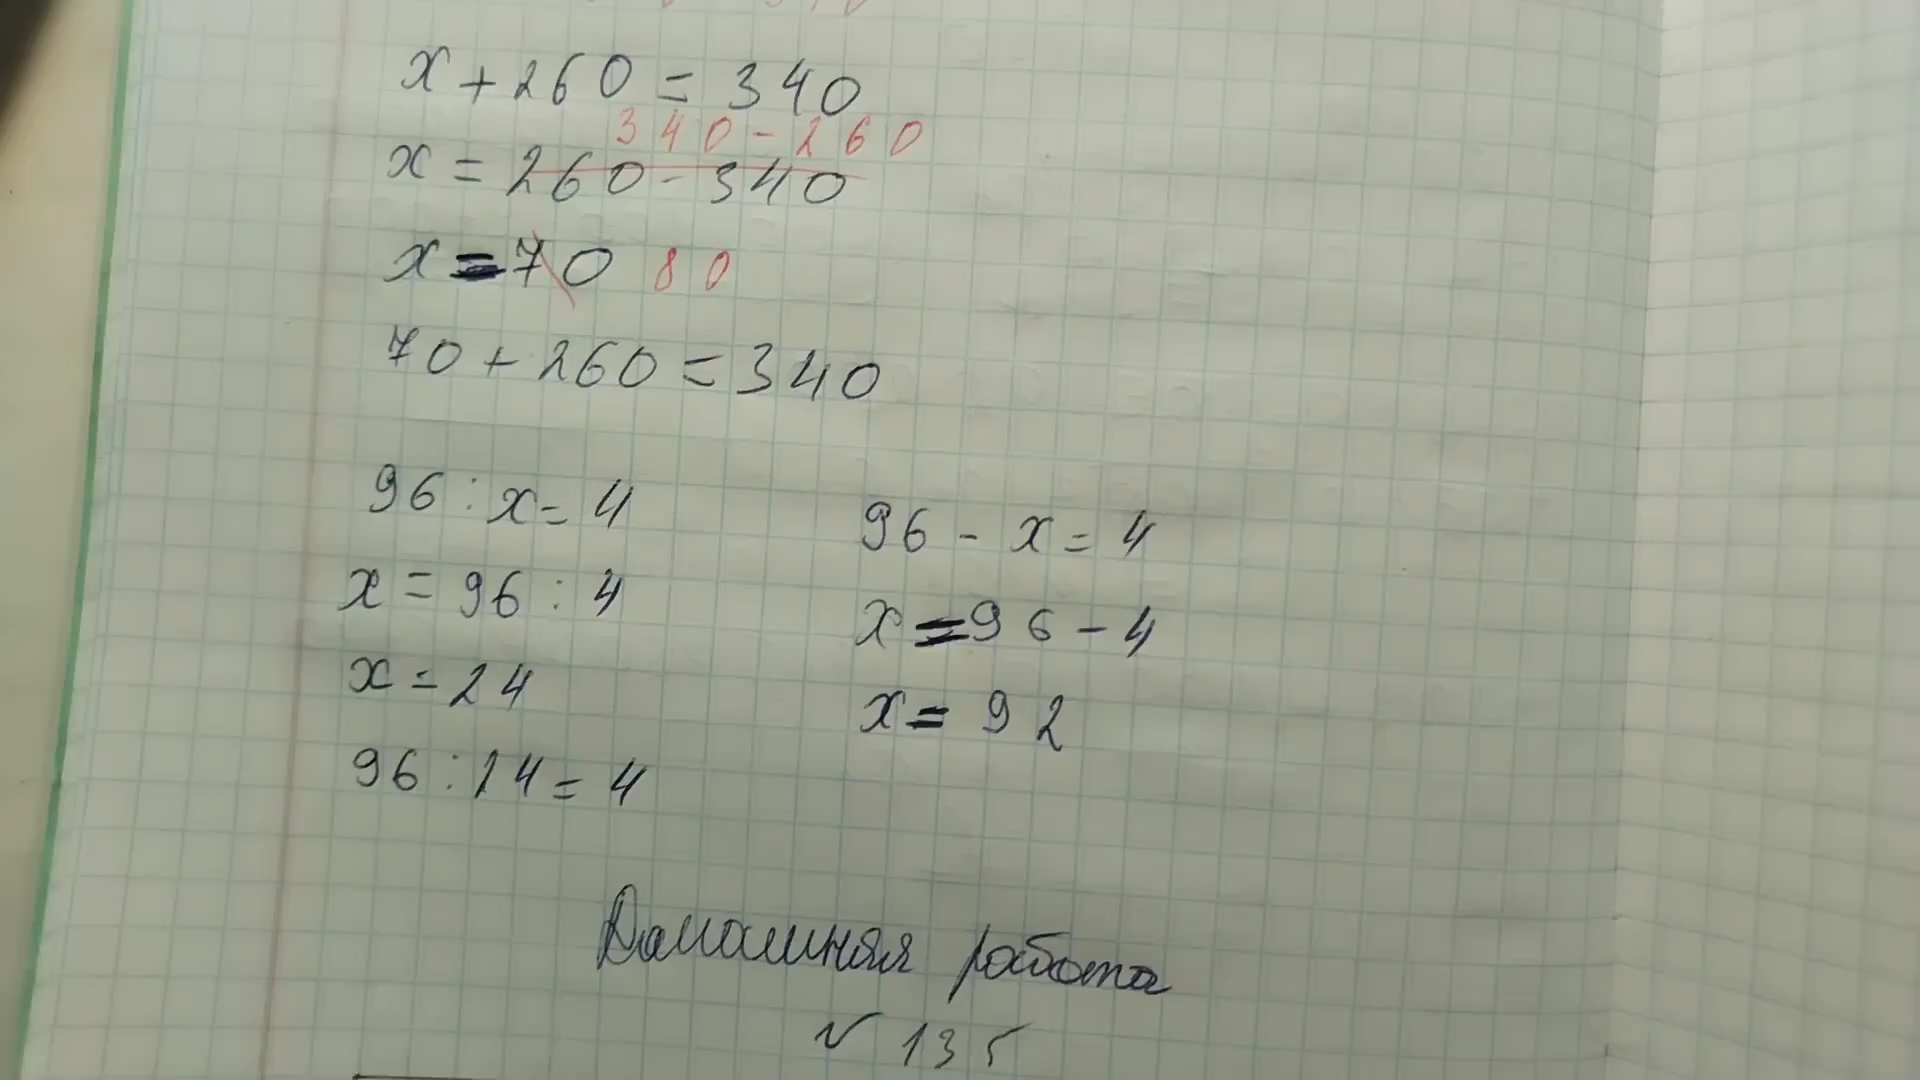 x + 260 = 340
340 - 260
x = 260 - 340
x = 70 80
70 + 260 = 340
96 : x = 4
x = 96 : 4
x = 24
96 : 14 = 4
96 - x = 4
x = 96 - 4
x = 92
Домашняя работа
№ 135